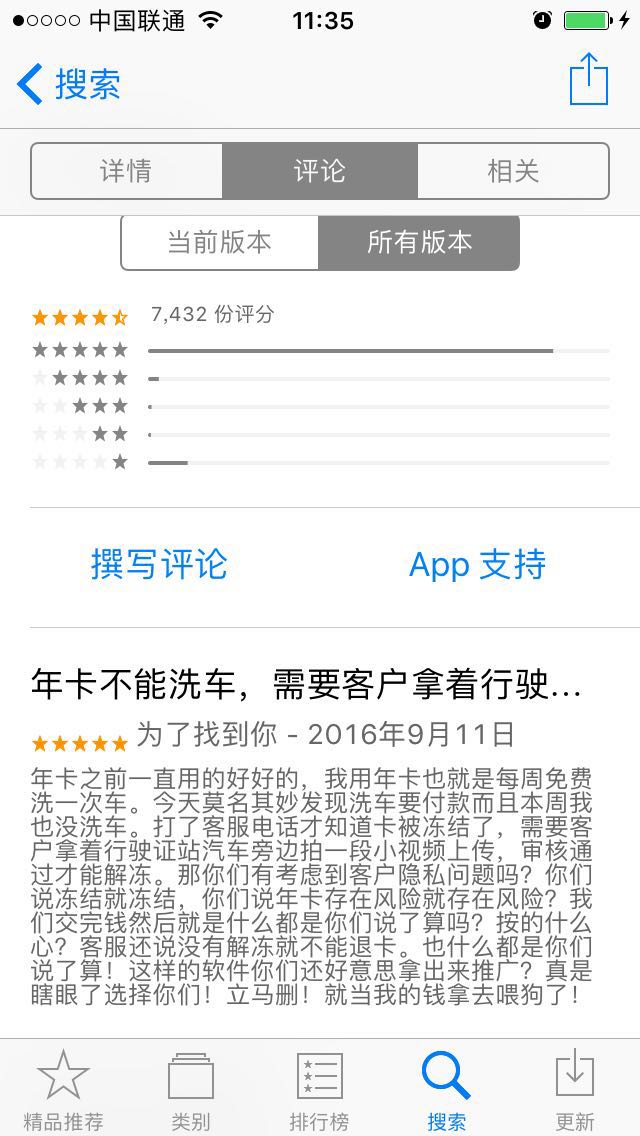 中国联通 11:35
搜索
详情 评论 相关
当前版本 所有版本
7,432 份评分
撰写评论 App 支持
年卡不能洗车，需要客户拿着行驶...
为了找到你 - 2016年9月11日
年卡之前一直用的好好的，我用年卡也就是每周免费
洗一次车。今天莫名其妙发现洗车要付款而且本周我
也没洗车。打了客服电话才知道卡被冻结了，需要客
户拿着行驶证站汽车旁边拍一段小视频上传，审核通
过才能解冻。那你们有考虑到客户隐私问题吗？你们
说冻结就冻结，你们说年卡存在风险就存在风险？我
们交完钱然后就是什么都是你们说了算吗？按的什么
心？客服还说没有解冻就不能退卡。也什么都是你们
说了算！这样的软件你们还好意思拿出来推广？真是
瞎眼了选择你们！立马删！就当我的钱拿去喂狗了！
精品推荐 类别 排行榜 搜索 更新